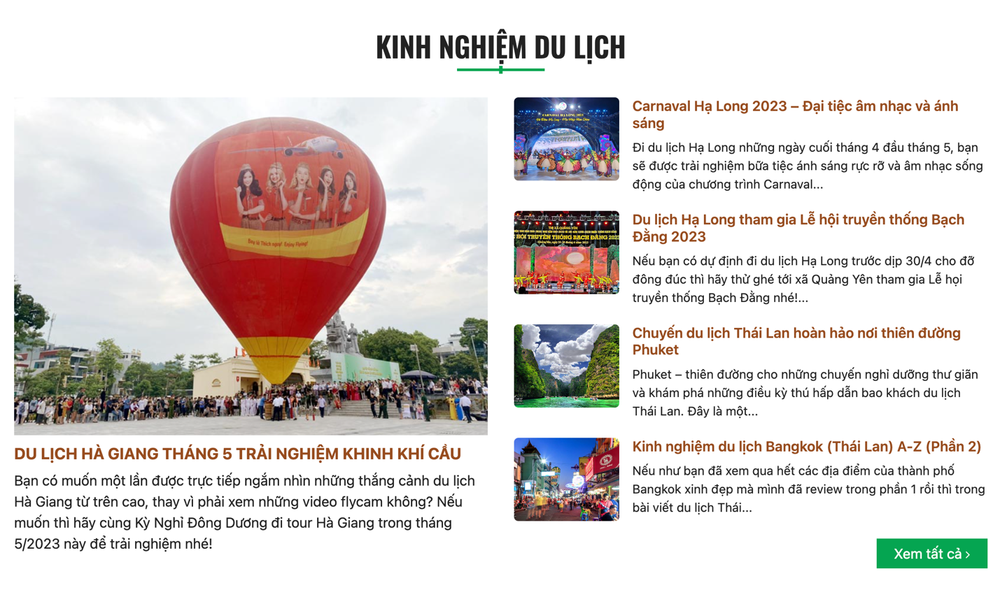 KINH NGHIỆM DU LỊCH
Bay là Thích ngay! Enjoy Flying!
DU LỊCH HÀ GIANG THÁNG 5 TRẢI NGHIỆM KHINH KHÍ CẦU
Bạn có muốn một lần được trực tiếp ngắm nhìn những thắng cảnh du lịch
Hà Giang từ trên cao, thay vì phải xem những video flycam không? Nếu
muốn thì hãy cùng Kỳ Nghỉ Đông Dương đi tour Hà Giang trong tháng
5/2023 này để trải nghiệm nhé!
CARNAVAL HẠ LONG 2023
Carnaval Hạ Long 2023 – Đại tiệc âm nhạc và ánh
sáng
Đi du lịch Hạ Long những ngày cuối tháng 4 đầu tháng 5, bạn
sẽ được trải nghiệm bữa tiệc ánh sáng rực rỡ và âm nhạc sống
động của chương trình Carnaval...
THỊ XÃ QUẢNG YÊN
HỘI TRUYỀN THỐNG BẠCH ĐẰNG 2023
Du lịch Hạ Long tham gia Lễ hội truyền thống Bạch
Đằng 2023
Nếu bạn có dự định đi du lịch Hạ Long trước dịp 30/4 cho đỡ
đông đúc thì hãy thử ghé tới xã Quảng Yên tham gia Lễ họi
truyền thống Bạch Đằng nhé!...
Chuyến du lịch Thái Lan hoàn hảo nơi thiên đường
Phuket
Phuket – thiên đường cho những chuyến nghỉ dưỡng thư giãn
và khám phá những điều kỳ thú hấp dẫn bao khách du lịch
Thái Lan. Đây là một...
Kinh nghiệm du lịch Bangkok (Thái Lan) A-Z (Phần 2)
Nếu như bạn đã xem qua hết các địa điểm của thành phố
Bangkok xinh đẹp mà mình đã review trong phần 1 rồi thì trong
bài viết du lịch Thái...
Xem tất cả ›